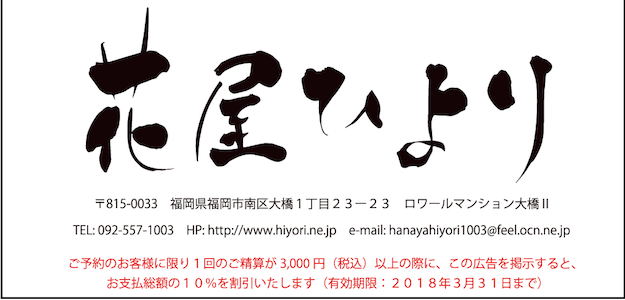 花屋ひより
〒815-0033　福岡県福岡市南区大橋１丁目２３－２３　ロワールマンション大橋Ⅱ
TEL: 092-557-1003　HP: http://www.hiyori.ne.jp　e-mail: hanayahiyori1003@feel.ocn.ne.jp
ご予約のお客様に限り１回のご精算が 3,000 円（税込）以上の際に、この広告を掲示すると、
お支払総額の１０％を割引いたします（有効期限：２０１８年３月３１日まで）